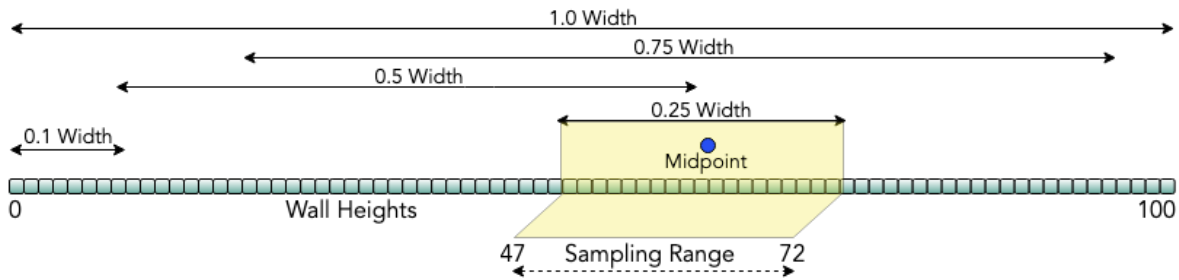 1.0 Width
0.75 Width
0.5 Width
0.25 Width
0.1 Width
Midpoint
0 Wall Heights 100
47 Sampling Range 72